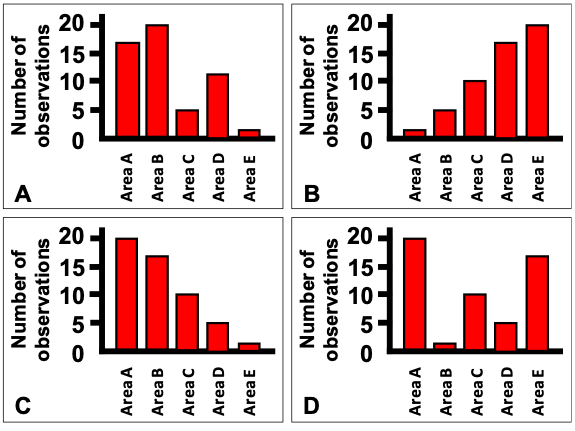 Number of
observations
20
15
10
5
0
Area A
Area B
Area C
Area D
Area E
A
Number of
observations
20
15
10
5
0
Area A
Area B
Area C
Area D
Area E
B
Number of
observations
20
15
10
5
0
Area A
Area B
Area C
Area D
Area E
C
Number of
observations
20
15
10
5
0
Area A
Area B
Area C
Area D
Area E
D